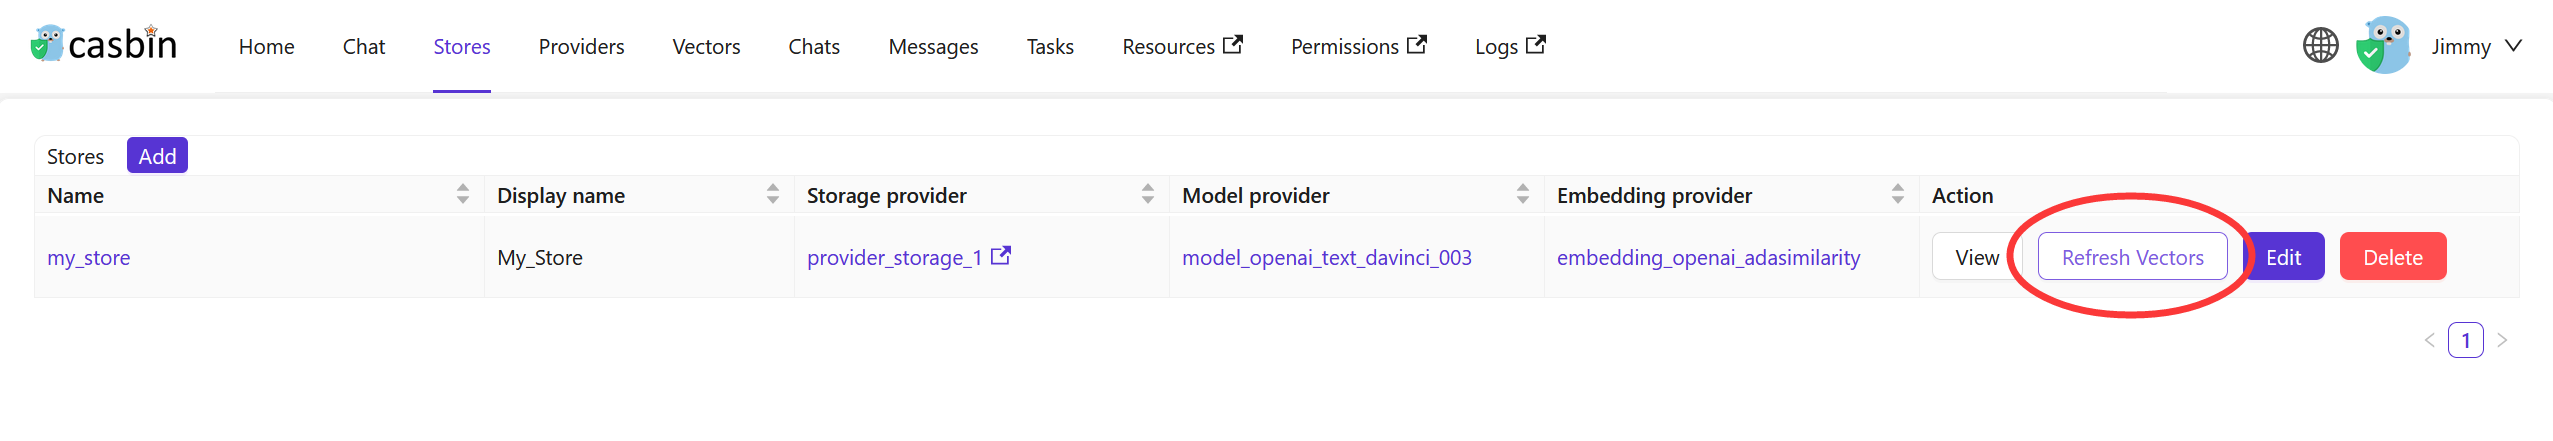 casbin Home Chat Stores Providers Vectors Chats Messages Tasks Resources Permissions Logs Jimmy
Stores Add
Name Display name Storage provider Model provider Embedding provider Action
my_store My_Store provider_storage_1 model_openai_text_davinci_003 embedding_openai_adasimilarity View Refresh Vectors Edit Delete
1